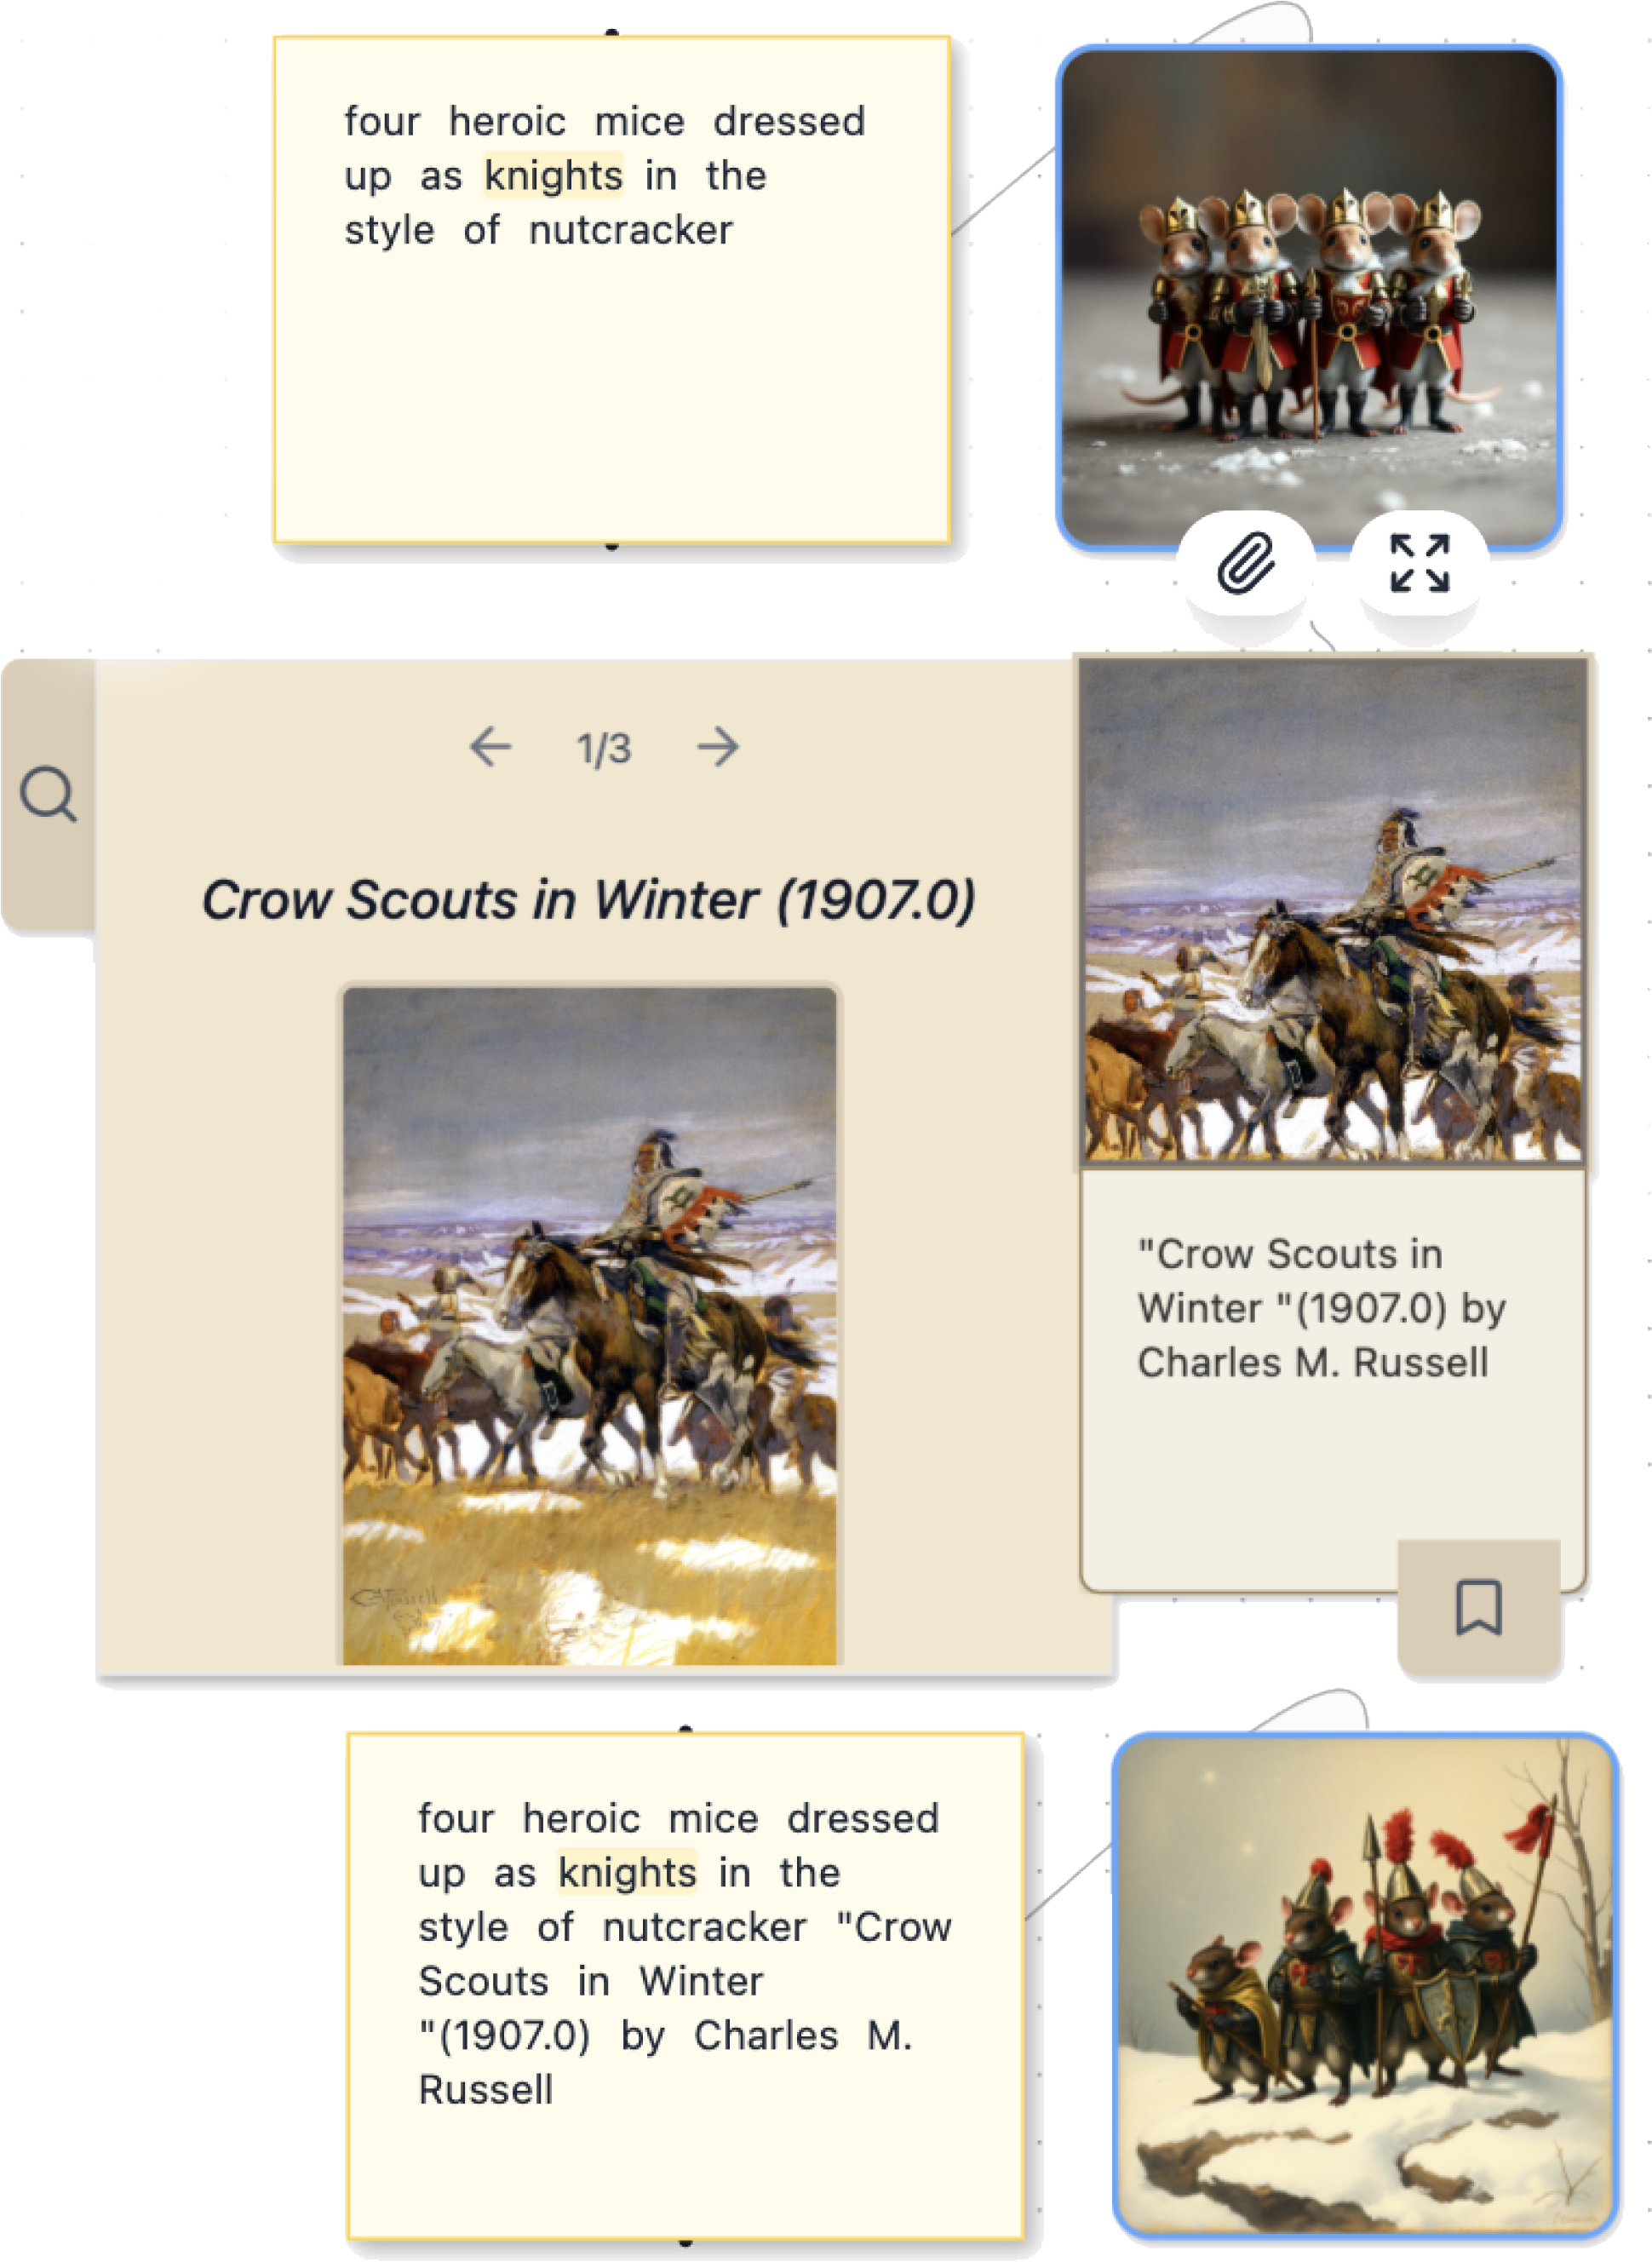 four heroic mice dressed
up as knights in the
style of nutcracker
1/3
Crow Scouts in Winter (1907.0)
"Crow Scouts in
Winter "(1907.0) by
Charles M. Russell
four heroic mice dressed
up as knights in the
style of nutcracker "Crow
Scouts in Winter
"(1907.0) by Charles M.
Russell